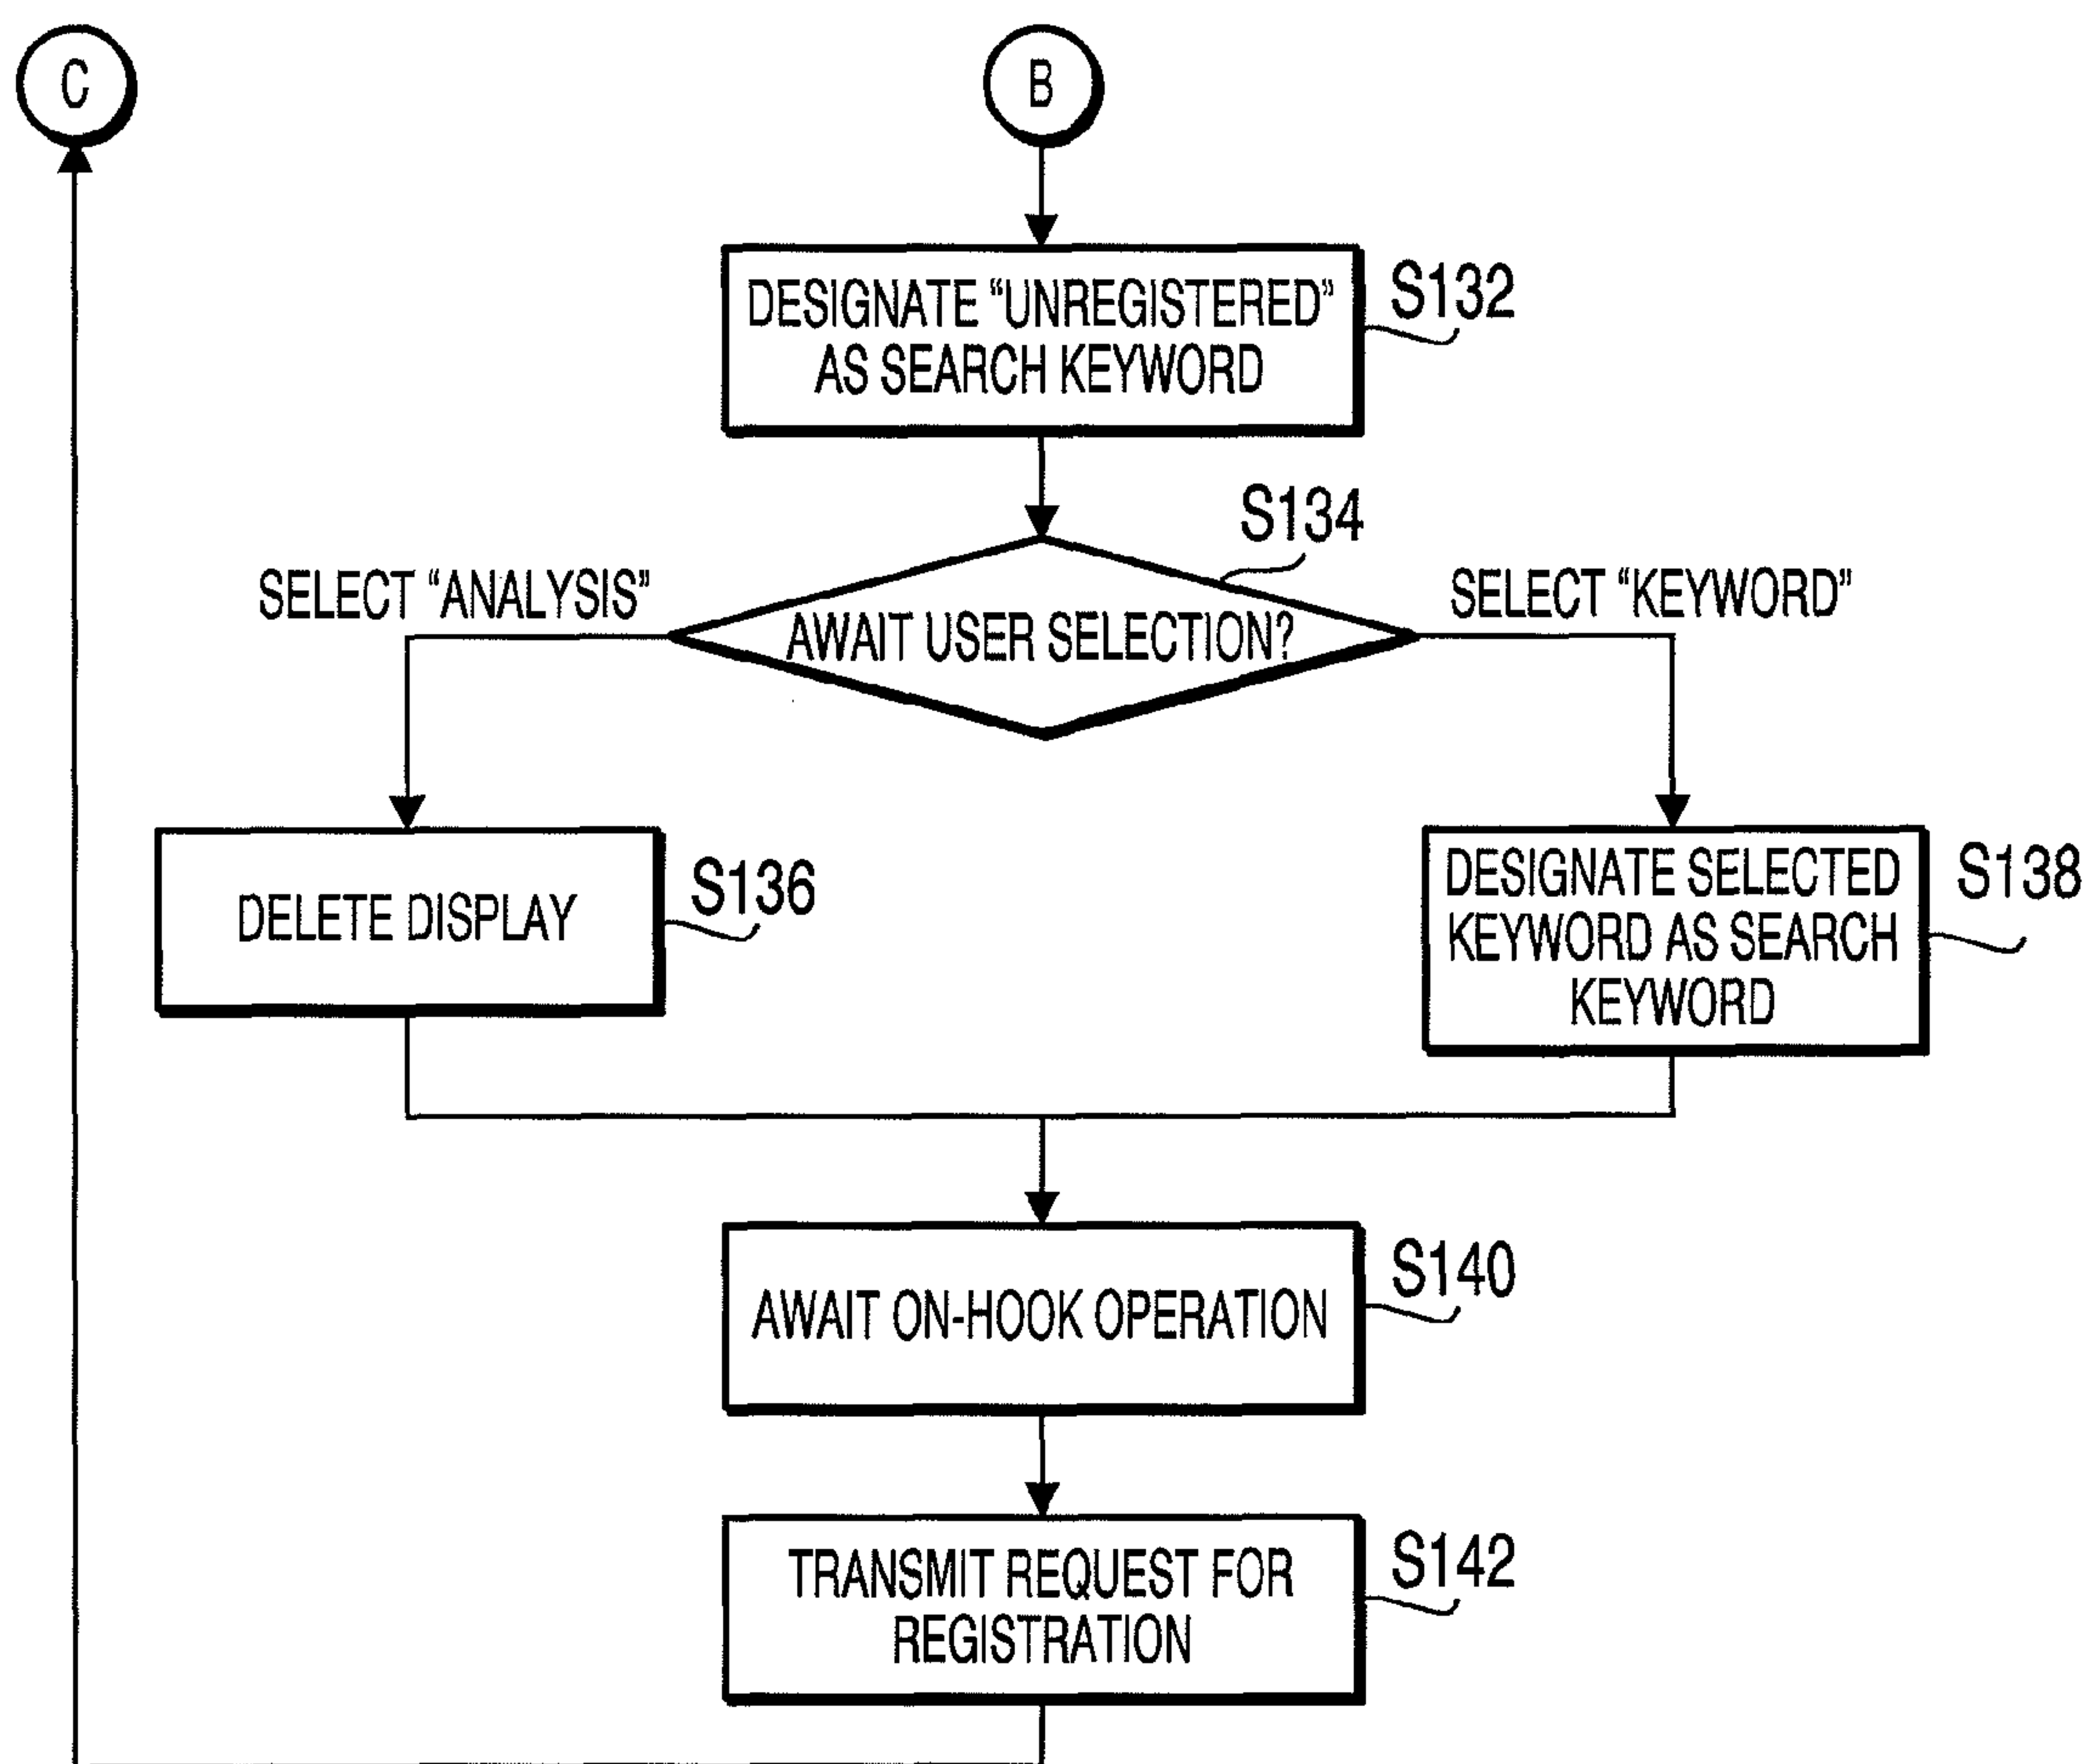 C
B
DESIGNATE “UNREGISTERED”
AS SEARCH KEYWORD
S132
S134
SELECT “ANALYSIS”
AWAIT USER SELECTION?
SELECT “KEYWORD”
DELETE DISPLAY
S136
DESIGNATE SELECTED
KEYWORD AS SEARCH
KEYWORD
S138
AWAIT ON-HOOK OPERATION
S140
TRANSMIT REQUEST FOR
REGISTRATION
S142